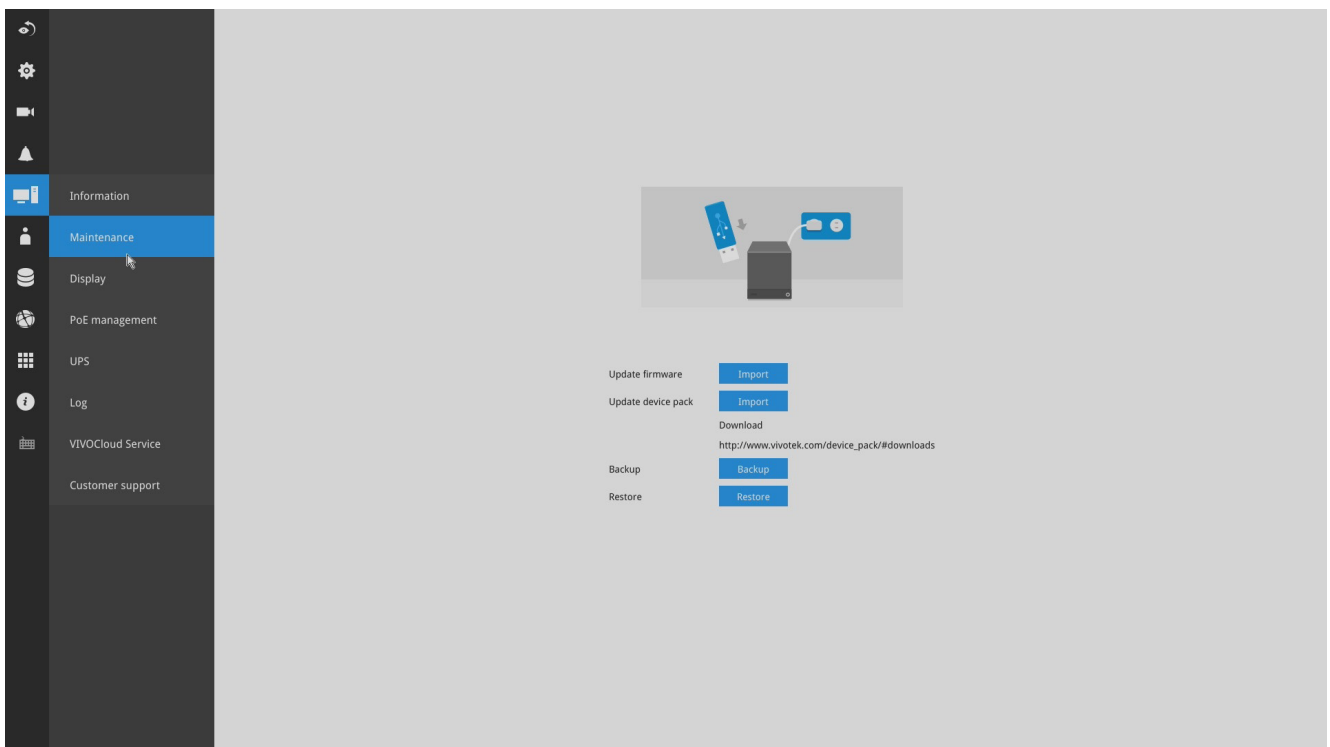 Information
Maintenance
Display
PoE management
UPS
Log
VIVOCloud Service
Customer support
Update firmware Import
Update device pack Import
Download
http://www.vivotek.com/device_pack/#downloads
Backup Backup
Restore Restore